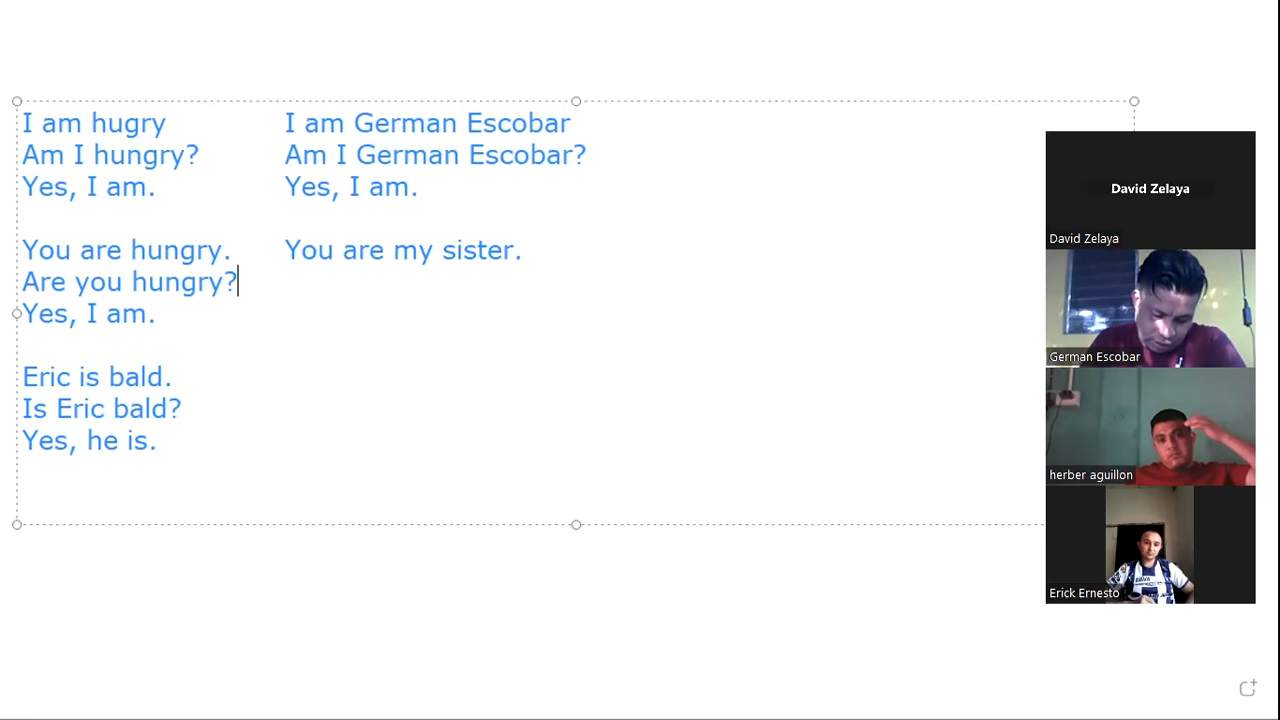 I am hugry
Am I hungry?
Yes, I am.
You are hungry.
Are you hungry?
Yes, I am.
Eric is bald.
Is Eric bald?
Yes, he is.
I am German Escobar
Am I German Escobar?
Yes, I am.
You are my sister.
David Zelaya
David Zelaya
German Escobar
herber aguillon
Erick Ernesto